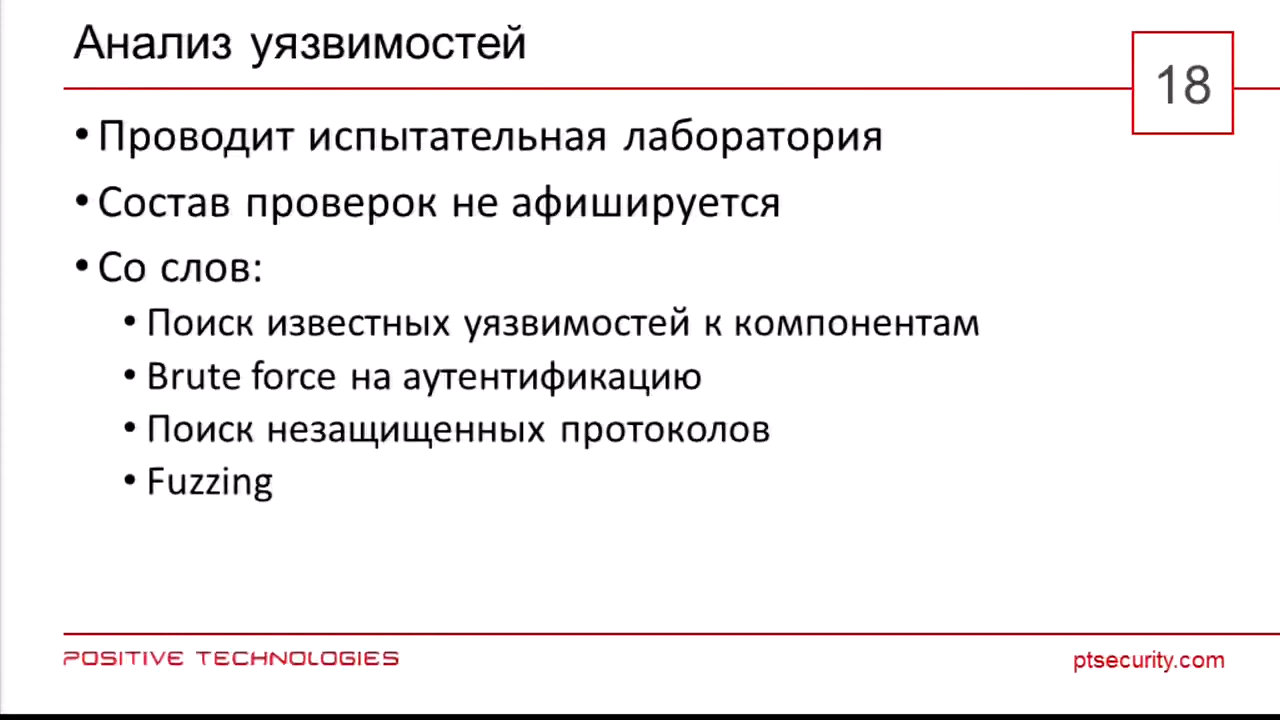 Анализ уязвимостей
18
• Проводит испытательная лаборатория
• Состав проверок не афишируется
• Со слов:
• Поиск известных уязвимостей к компонентам
• Brute force на аутентификацию
• Поиск незащищенных протоколов
• Fuzzing
POSITIVE TECHNOLOGIES
ptsecurity.com